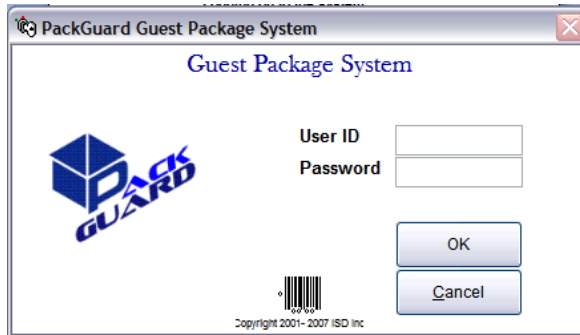 PackGuard Guest Package System
Guest Package System
User ID
Password
PACK
GUARD
OK
Cancel
Copyright 2001- 2007 ISD Inc